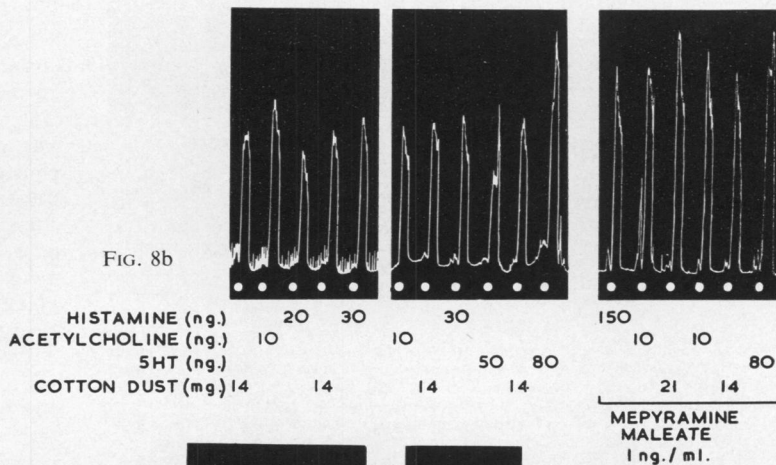 FIG. 8b
HISTAMINE (ng.) 20 30 30 150
ACETYLCHOLINE (ng.) 10 10 10 10
5HT (ng.) 50 80 80
COTTON DUST (mg.) 14 14 14 14 21 14
MEPYRAMINE
MALEATE
1 ng./ml.